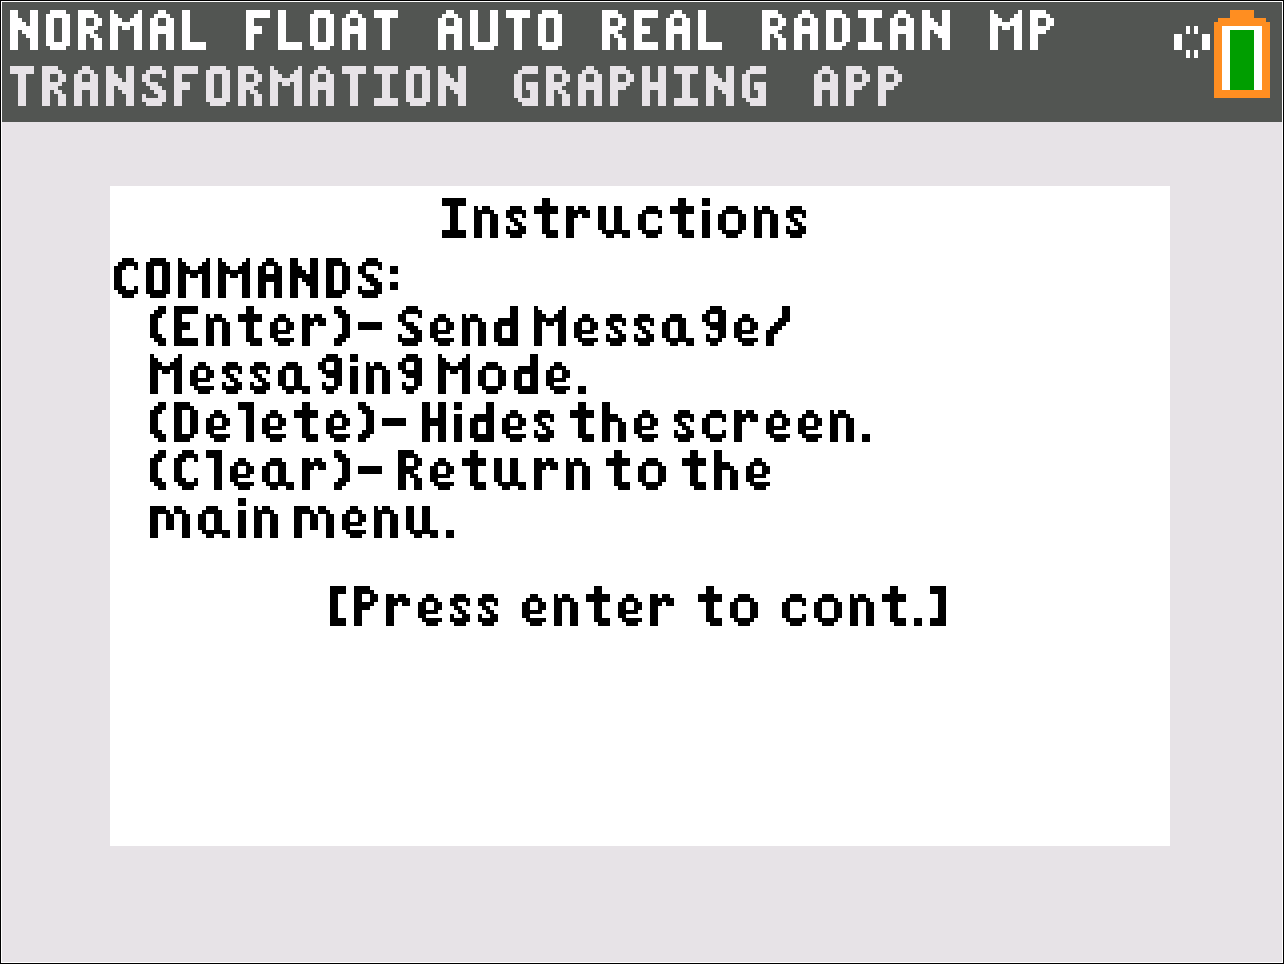 NORMAL FLOAT AUTO REAL RADIAN MP
TRANSFORMATION GRAPHING APP
Instructions
COMMANDS:
(Enter)- Send Message/
Messaging Mode.
(Delete)- Hides the screen.
(Clear)- Return to the
main menu.
[Press enter to cont.]